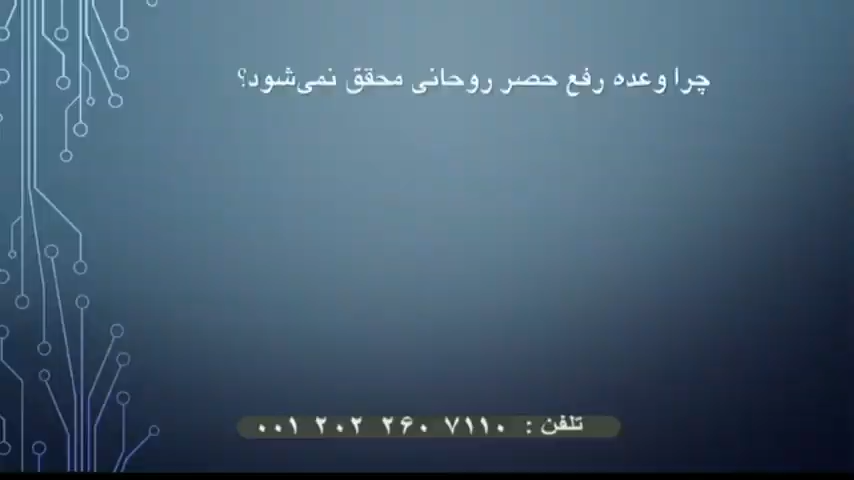 چرا وعده رفع حصر روحانی محقق نمی‌شود؟
تلفن : ۰۰۱ ۲۰۲ ۲۶۰ ۷۱۱۰